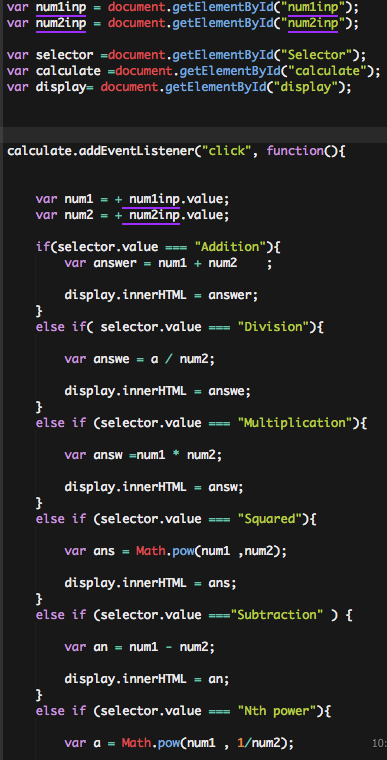 var num1inp = document.getElementById("num1inp");
var num2inp = document.getElementById("num2inp");
var selector =document.getElementById("Selector");
var calculate =document.getElementById("calculate");
var display= document.getElementById("display");
calculate.addEventListener("click", function(){
var num1 = + num1inp.value;
var num2 = + num2inp.value;
if(selector.value === "Addition"){
var answer = num1 + num2    ;
display.innerHTML = answer;
}
else if( selector.value === "Division"){
var answe = a / num2;
display.innerHTML = answe;
}
else if (selector.value === "Multiplication"){
var answ =num1 * num2;
display.innerHTML = answ;
}
else if (selector.value === "Squared"){
var ans = Math.pow(num1 ,num2);
display.innerHTML = ans;
}
else if (selector.value ==="Subtraction" ) {
var an = num1 - num2;
display.innerHTML = an;
}
else if (selector.value === "Nth power"){
var a = Math.pow(num1 , 1/num2); 10: